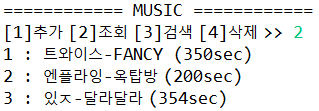 ============ MUSIC ============
[1]추가 [2]조회 [3]검색 [4]삭제 >> 2
1 : 트와이스-FANCY (350sec)
2 : 엔플라잉-옥탑방 (200sec)
3 : 있ㅈ-달라달라 (354sec)